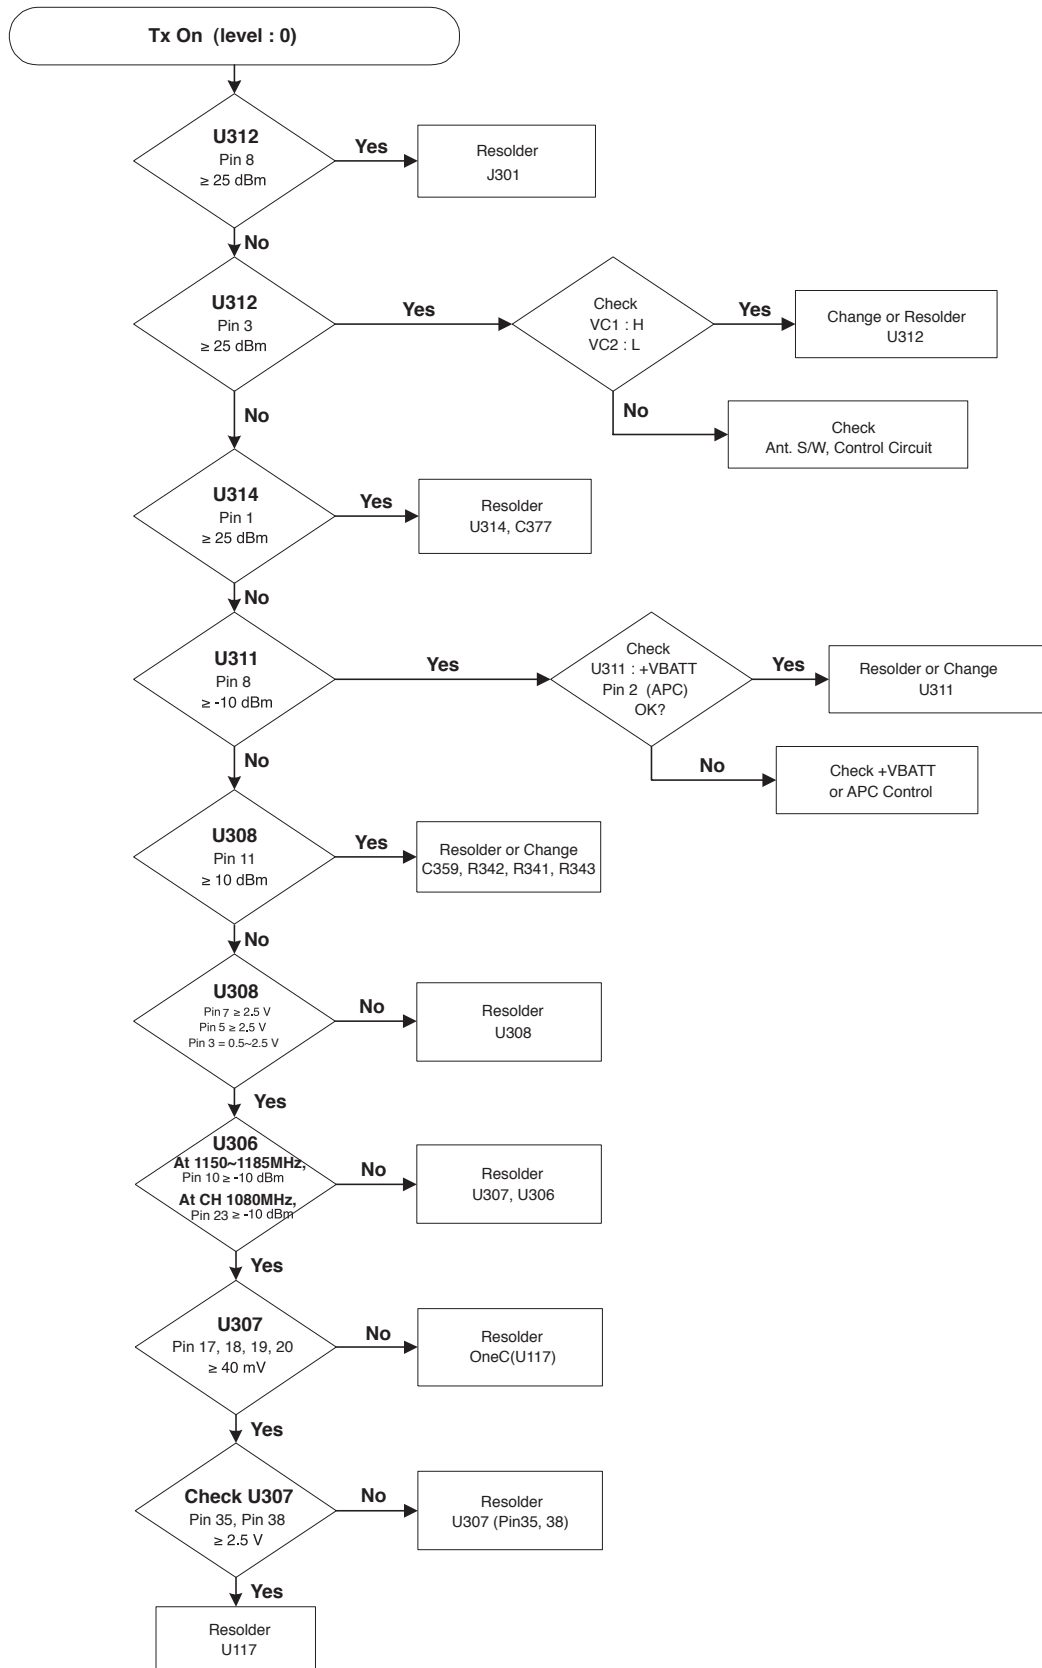 Tx On (level : 0)
U312
Pin 8
≥ 25 dBm
Yes
Resolder
J301
No
U312
Pin 3
≥ 25 dBm
Yes
Check
VC1 : H
VC2 : L
Yes
Change or Resolder
U312
No
Check
Ant. S/W, Control Circuit
No
U314
Pin 1
≥ 25 dBm
Yes
Resolder
U314, C377
No
U311
Pin 8
≥ -10 dBm
Yes
Check
U311 : +VBATT
Pin 2 (APC)
OK?
Yes
Resolder or Change
U311
No
Check +VBATT
or APC Control
No
U308
Pin 11
≥ 10 dBm
Yes
Resolder or Change
C359, R342, R341, R343
No
U308
Pin 7 ≥ 2.5 V
Pin 5 ≥ 2.5 V
Pin 3 = 0.5~2.5 V
No
Resolder
U308
Yes
U306
At 1150~1185MHz,
Pin 10 ≥ -10 dBm
At CH 1080MHz,
Pin 23 ≥ -10 dBm
No
Resolder
U307, U306
Yes
U307
Pin 17, 18, 19, 20
≥ 40 mV
No
Resolder
OneC(U117)
Yes
Check U307
Pin 35, Pin 38
≥ 2.5 V
No
Resolder
U307 (Pin35, 38)
Yes
Resolder
U117